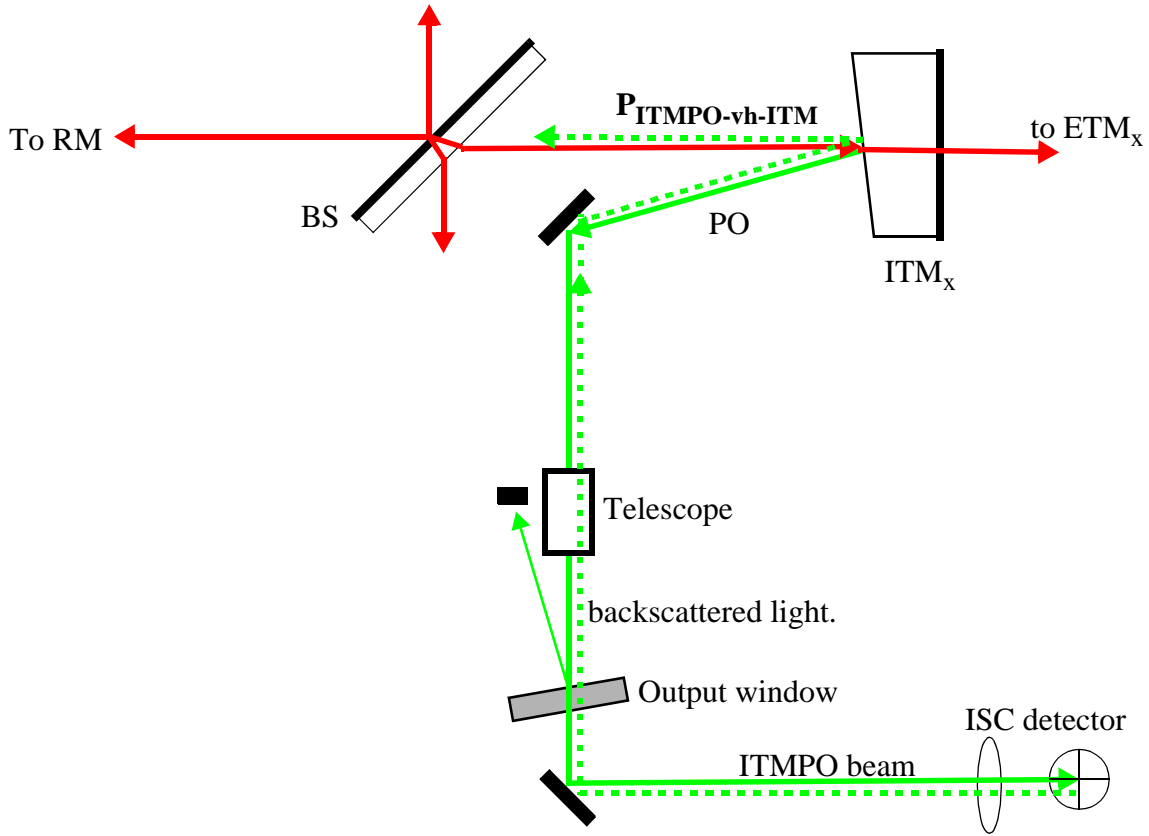 P_ITMPO-vh-ITM
To RM
to ETM_x
BS
PO
ITM_x
Telescope
backscattered light.
Output window
ISC detector
ITMPO beam